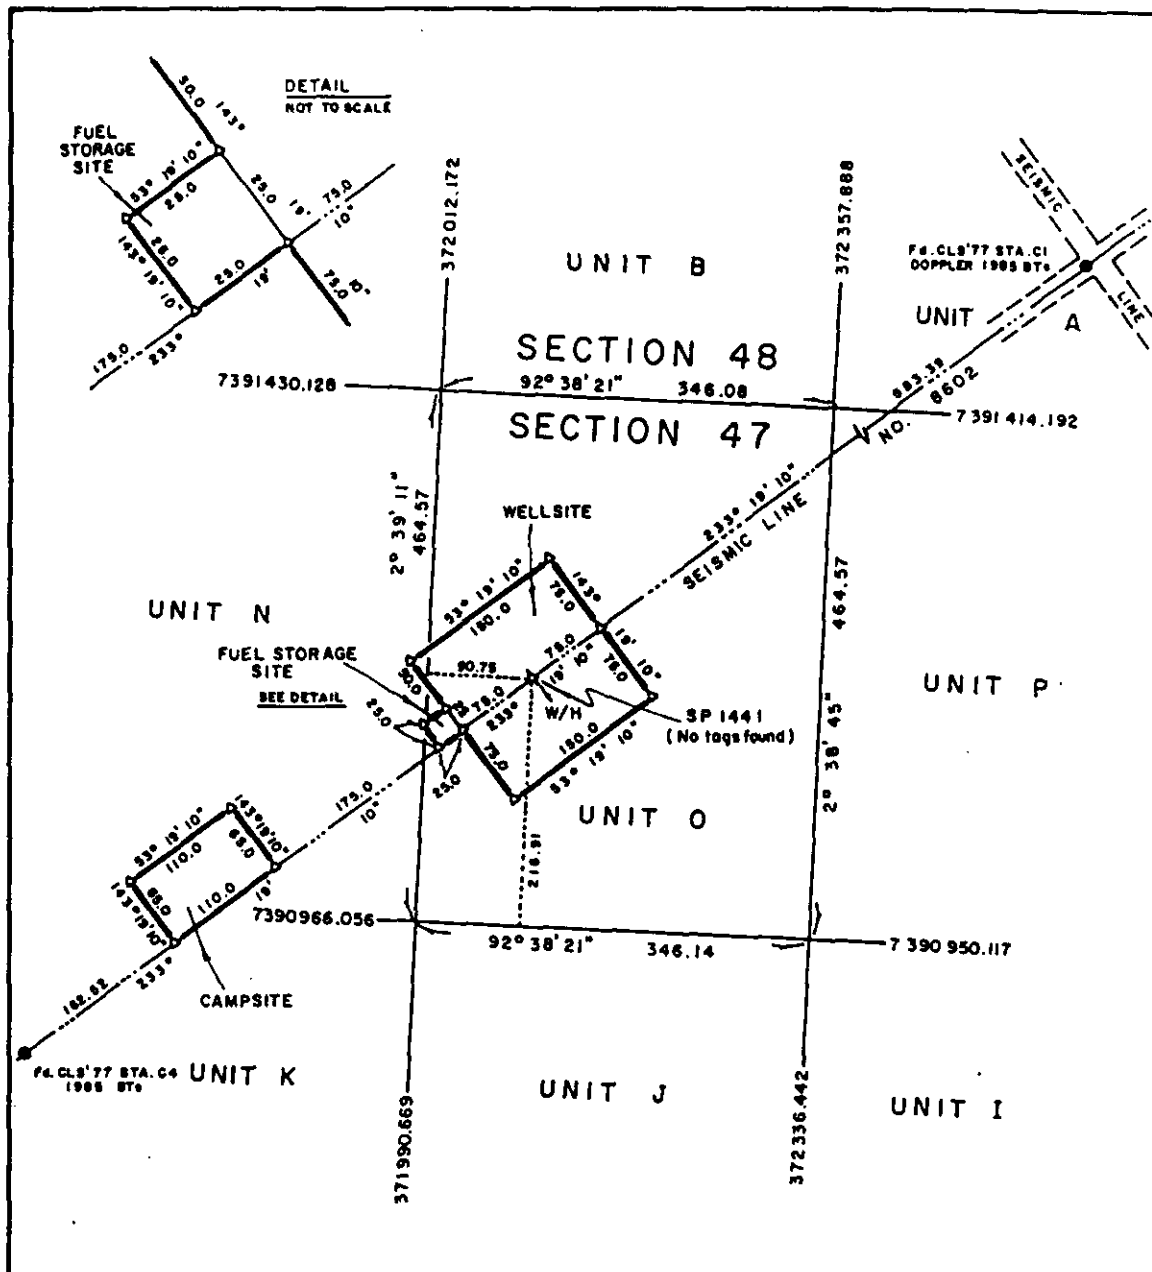 DETAIL
NOT TO SCALE
50.0 143°
FUEL
STORAGE
SITE
53° 19' 10"
25.0
25.0 19'
75.0
10"
25.0
143° 19' 10"
25.0
19'
75.0
175.0
233°
372012.172
372357.888
UNIT B
SEISMIC
LINE
Fd. CLS'77 STA. C1
DOPPLER 1985 BTs
UNIT A
SECTION 48
7391430.128
92° 38' 21" 346.08
7391414.192
883.39
NO. 8602
SECTION 47
2° 39' 11"
464.57
WELLSITE
233° 19' 10"
SEISMIC LINE
53° 19' 10"
150.0
143°
75.0
19' 10"
75.0
464.57
2° 38' 45"
UNIT N
FUEL STORAGE
SITE
SEE DETAIL
90.75
50.0
75.0
19' 10"
75.0
233°
W/H
SP 1441
(No tags found)
UNIT P
25.0
25.0
75.0
150.0
53° 19' 10"
175.0
10"
UNIT O
216.91
53° 19' 10"
110.0
143° 19' 10"
65.0
65.0
143° 19' 10"
110.0
19'
7390966.056
92° 38' 21" 346.14
7390950.117
162.52
233°
CAMPSITE
Fd. CLS'77 STA. C4
1985 BTs
UNIT K
UNIT J
UNIT I
371990.669
372336.442